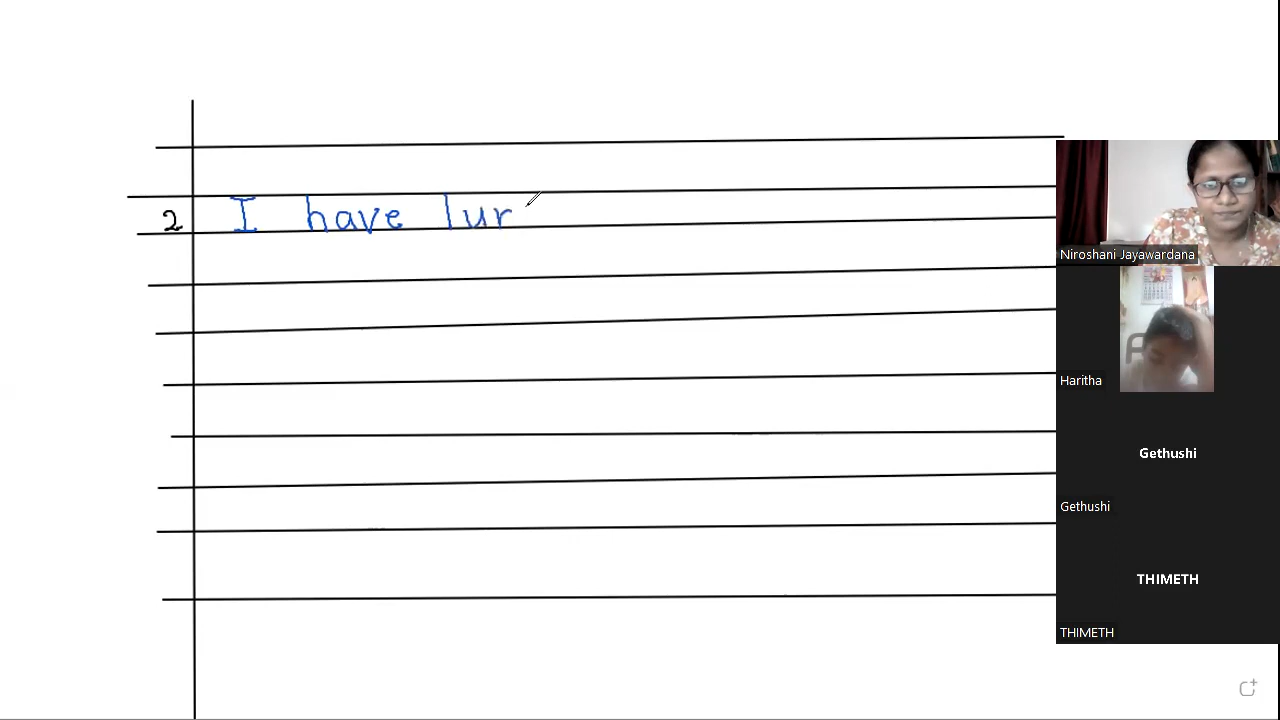 2 I have lur
Niroshani Jayawardana
Haritha
Gethushi
Gethushi
THIMETH
THIMETH